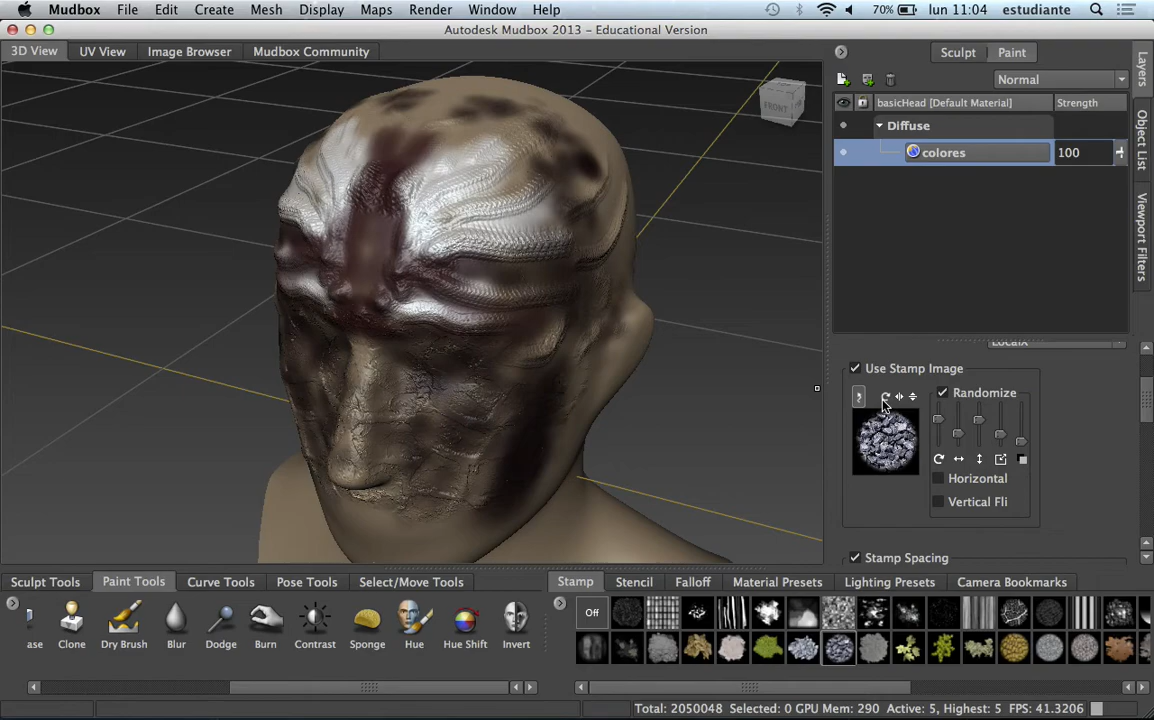 Mudbox File Edit Create Mesh Display Maps Render Window Help 70% lun 11:04 estudiante
Autodesk Mudbox 2013 - Educational Version
3D View UV View Image Browser Mudbox Community
Sculpt Paint
Normal
basicHead [Default Material] Strength
Diffuse
colores 100
Layers
Object List
Viewport Filters
FRONT
LocalX
Use Stamp Image
Randomize
Horizontal
Vertical Fli
Stamp Spacing
Sculpt Tools Paint Tools Curve Tools Pose Tools Select/Move Tools
Stamp Stencil Falloff Material Presets Lighting Presets Camera Bookmarks
Off
ase Clone Dry Brush Blur Dodge Burn Contrast Sponge Hue Hue Shift Invert
Total: 2050048 Selected: 0 GPU Mem: 290 Active: 5, Highest: 5 FPS: 41.3206